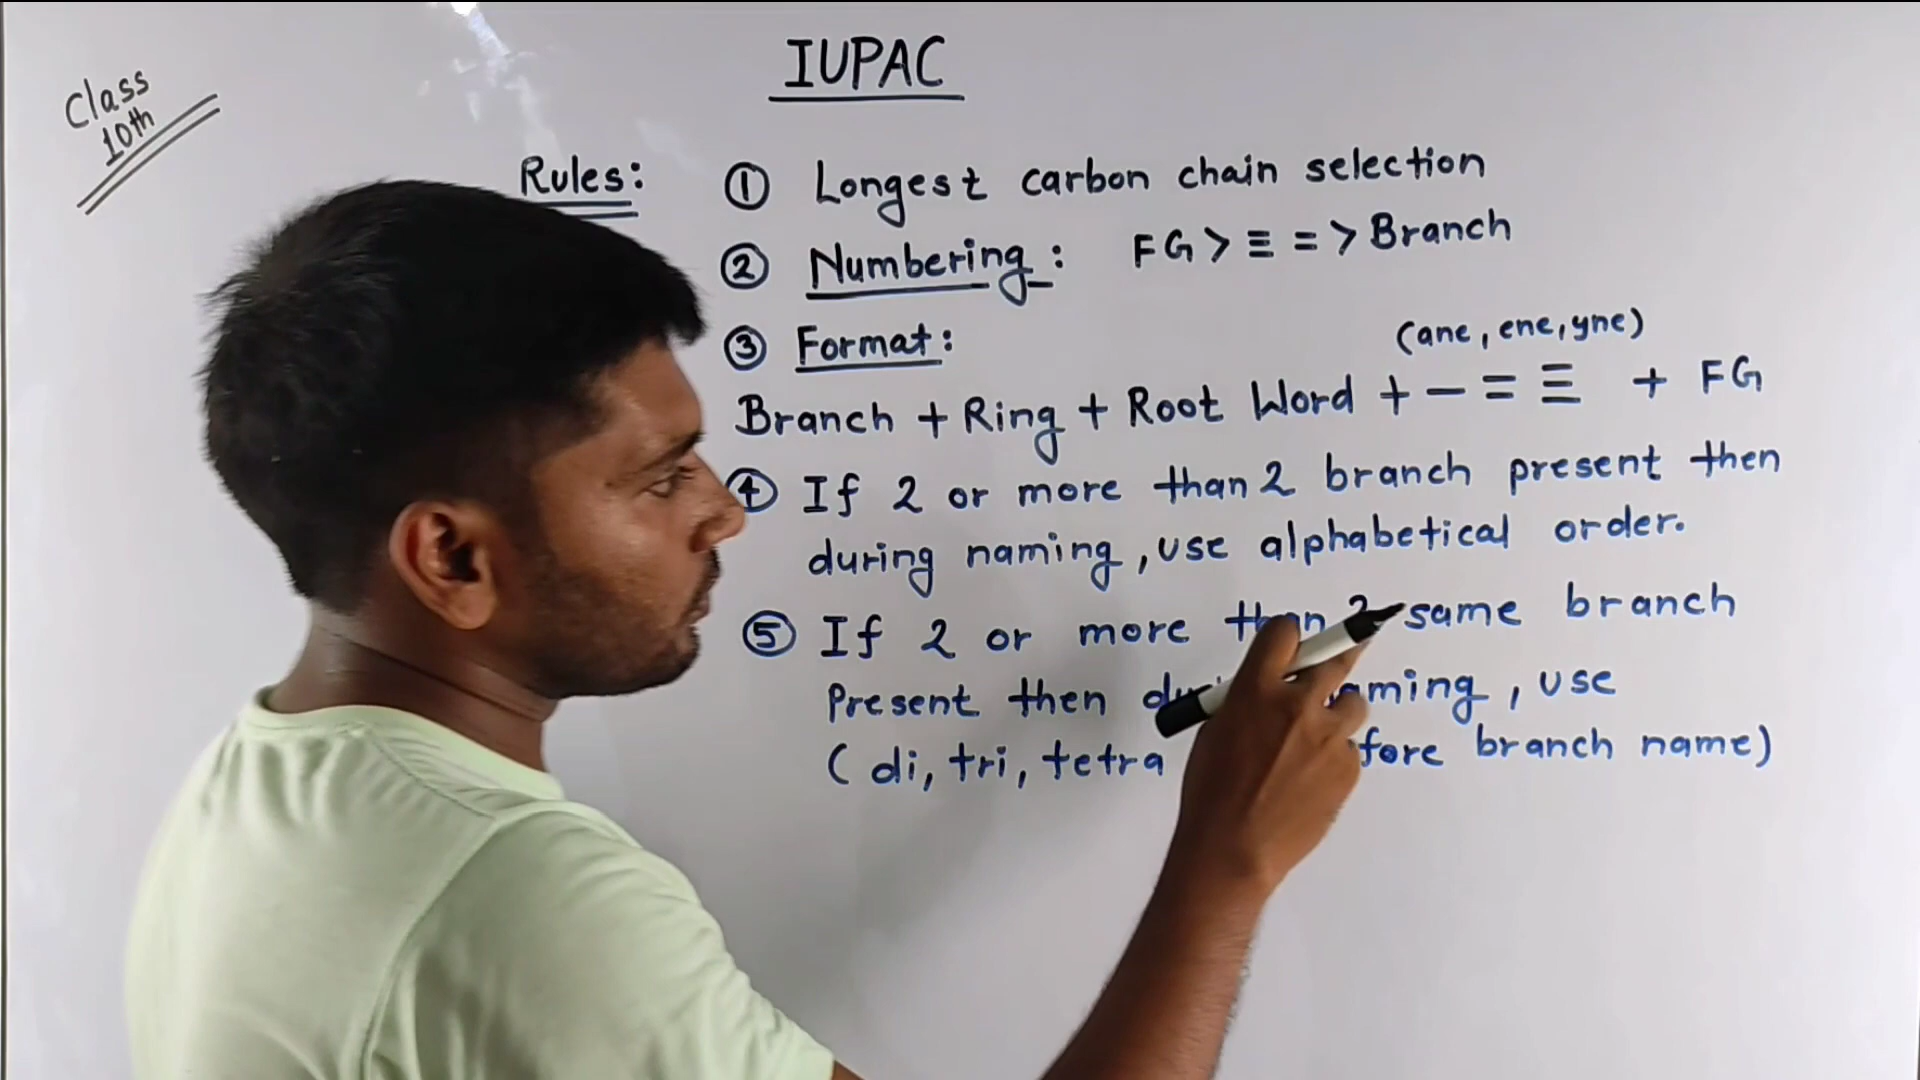 Class
10th
IUPAC
Rules:
① Longest carbon chain selection
② Numbering: FG > ≡ = > Branch
③ Format:
(ane, ene, yne)
Branch + Ring + Root Word + − = ≡ + FG
④ If 2 or more than 2 branch present then
during naming, use alphabetical order.
⑤ If 2 or more than 2 same branch
Present then , use
(di, tri, tetra branch name)